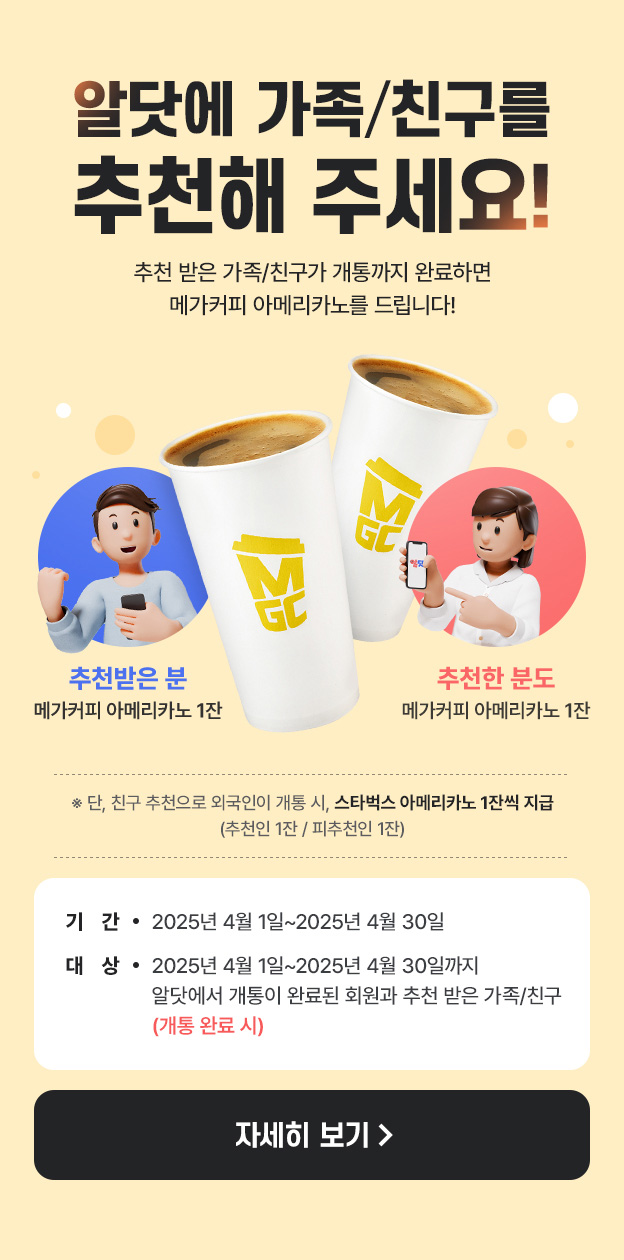 알닷에 가족/친구를
추천해 주세요!
추천 받은 가족/친구가 개통까지 완료하면
메가커피 아메리카노를 드립니다!
MGC
MGC
알닷
추천받은 분
메가커피 아메리카노 1잔
추천한 분도
메가커피 아메리카노 1잔
※ 단, 친구 추천으로 외국인이 개통 시, 스타벅스 아메리카노 1잔씩 지급
(추천인 1잔 / 피추천인 1잔)
기 간 • 2025년 4월 1일~2025년 4월 30일
대 상 • 2025년 4월 1일~2025년 4월 30일까지
알닷에서 개통이 완료된 회원과 추천 받은 가족/친구
(개통 완료 시)
자세히 보기 >